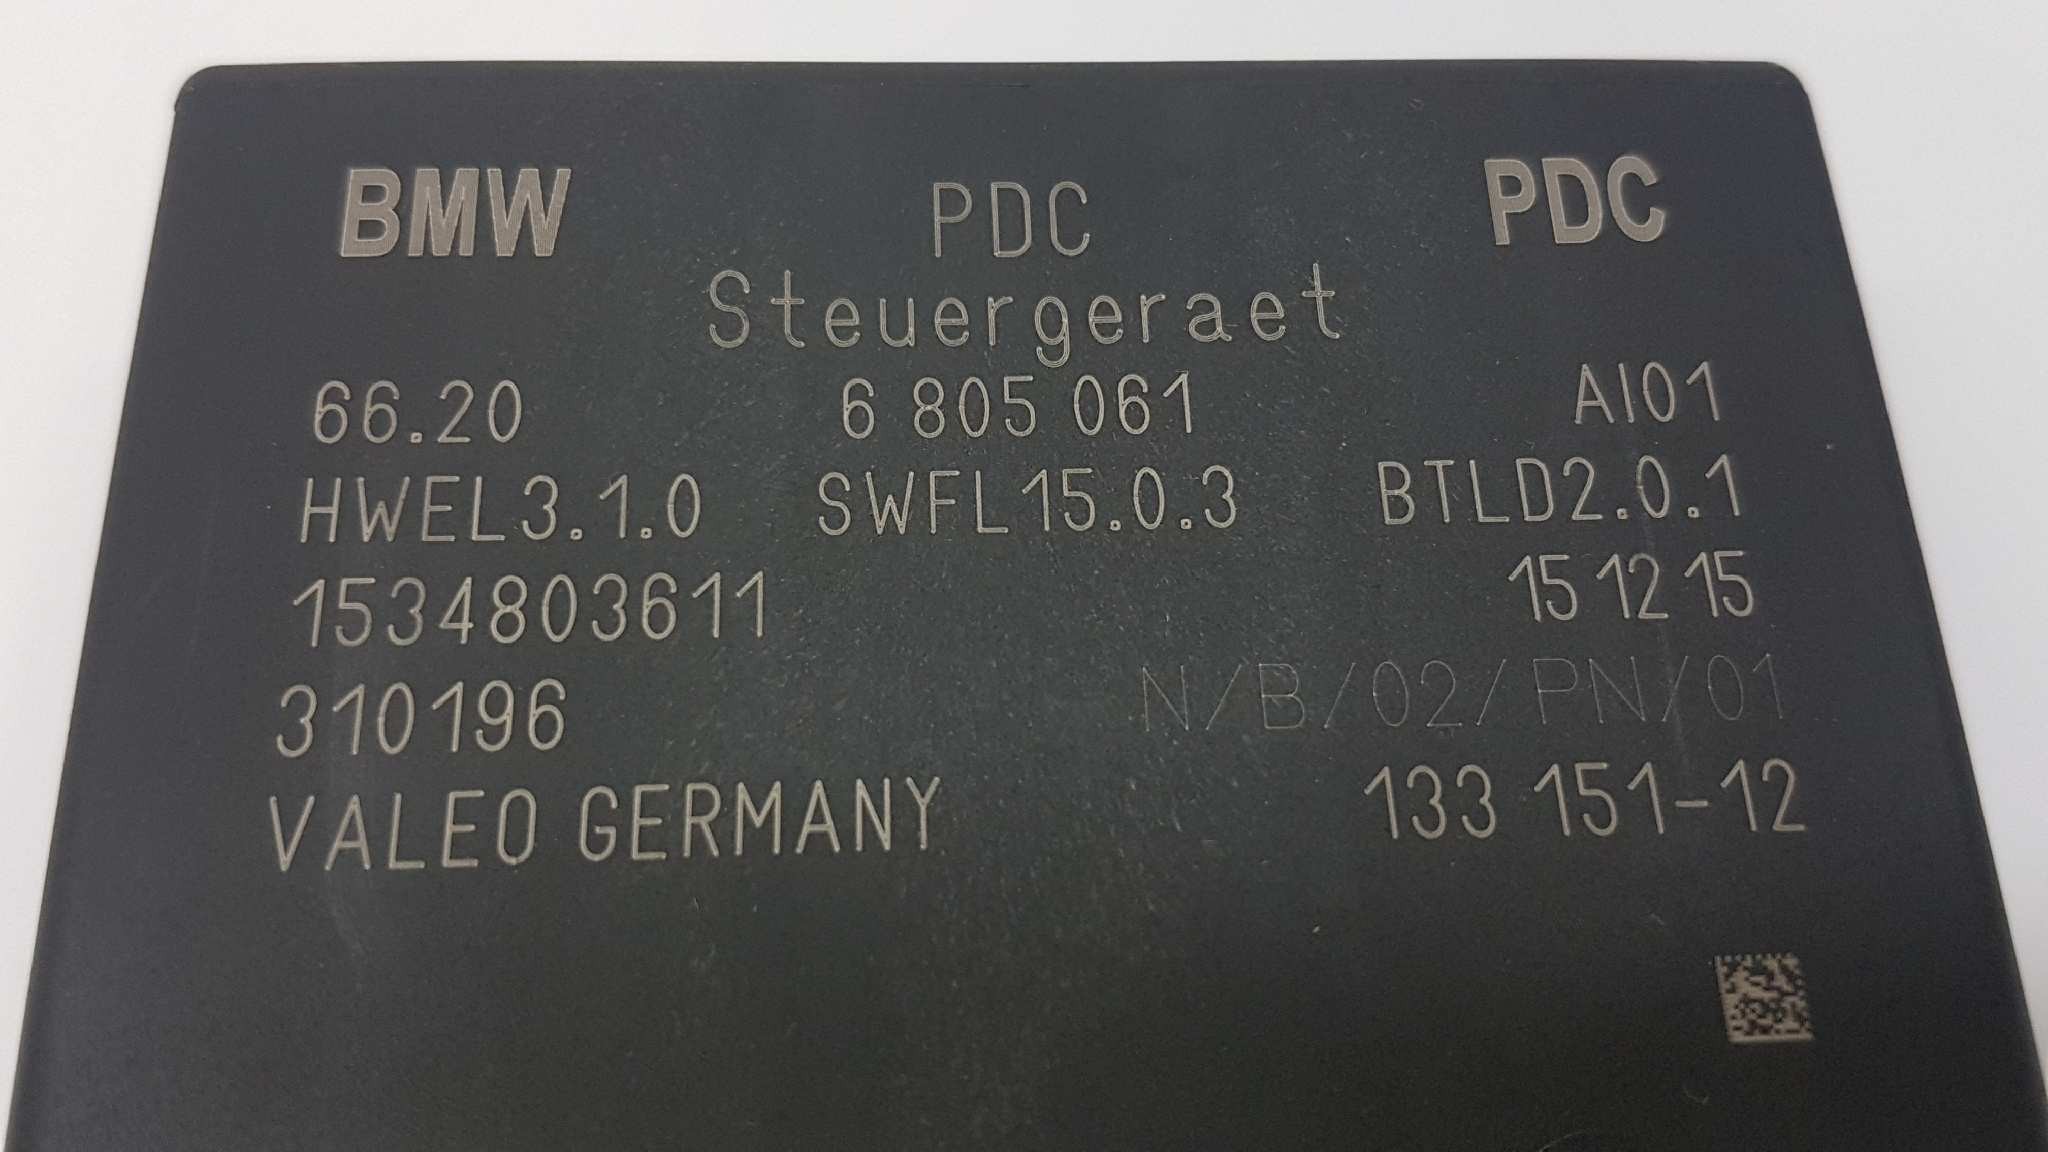 BMW PDC PDC
Steuergeraet
66.20 6 805 061 AI01
HWEL3.1.0 SWFL15.0.3 BTLD2.0.1
1534803611 15 12 15
310196 N/B/02/PN/01
VALEO GERMANY 133 151-12